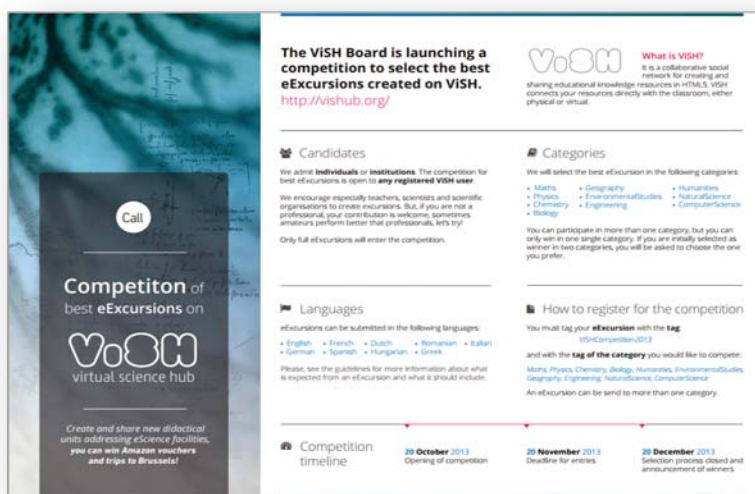 Call
Competiton of
best eExcursions on
ViSH
virtual science hub
Create and share new didactical
units addressing eScience facilities,
you can win Amazon vouchers
and trips to Brussels!
The ViSH Board is launching a
competition to select the best
eExcursions created on ViSH.
http://vishub.org/
ViSH
What is ViSH?
It is a collaborative social
network for creating and
sharing educational knowledge resources in HTML5. ViSH
connects your resources directly with the classroom, either
physical or virtual.
Candidates
We admit individuals or institutions. The competition for
best eExcursions is open to any registered ViSH user.
We encourage especially teachers, scientists and scientific
organisations to create excursions. But, if you are not a
professional, your contribution is welcome, sometimes
amateurs perform better that professionals, let's try!
Only full eExcursions will enter the competition.
Categories
We will select the best eExcursion in the following categories:
• Maths • Geography • Humanities
• Physics • EnvironmentalStudies • NaturalScience
• Chemistry • Engineering • ComputerScience
• Biology
You can participate in more than one category, but you can
only win in one single category. If you are initially selected as
winner in two categories, you will be asked to choose the one
you prefer.
Languages
eExcursions can be submitted in the following languages:
• English • French • Dutch • Romanian • Italian
• German • Spanish • Hungarian • Greek
Please, see the guidelines for more information about what
is expected from an eExcursion and what it should include.
How to register for the competition
You must tag your eExcursion with the tag:
ViSHCompetition2013
and with the tag of the category you would like to compete:
Maths, Physics, Chemistry, Biology, Humanities, EnvironmentalStudies,
Geography, Engineering, NaturalScience, ComputerScience
An eExcursion can be send to more than one category.
Competition
timeline
20 October 2013
Opening of competition
20 November 2013
Deadline for entries
20 December 2013
Selection process closed and
announcement of winners